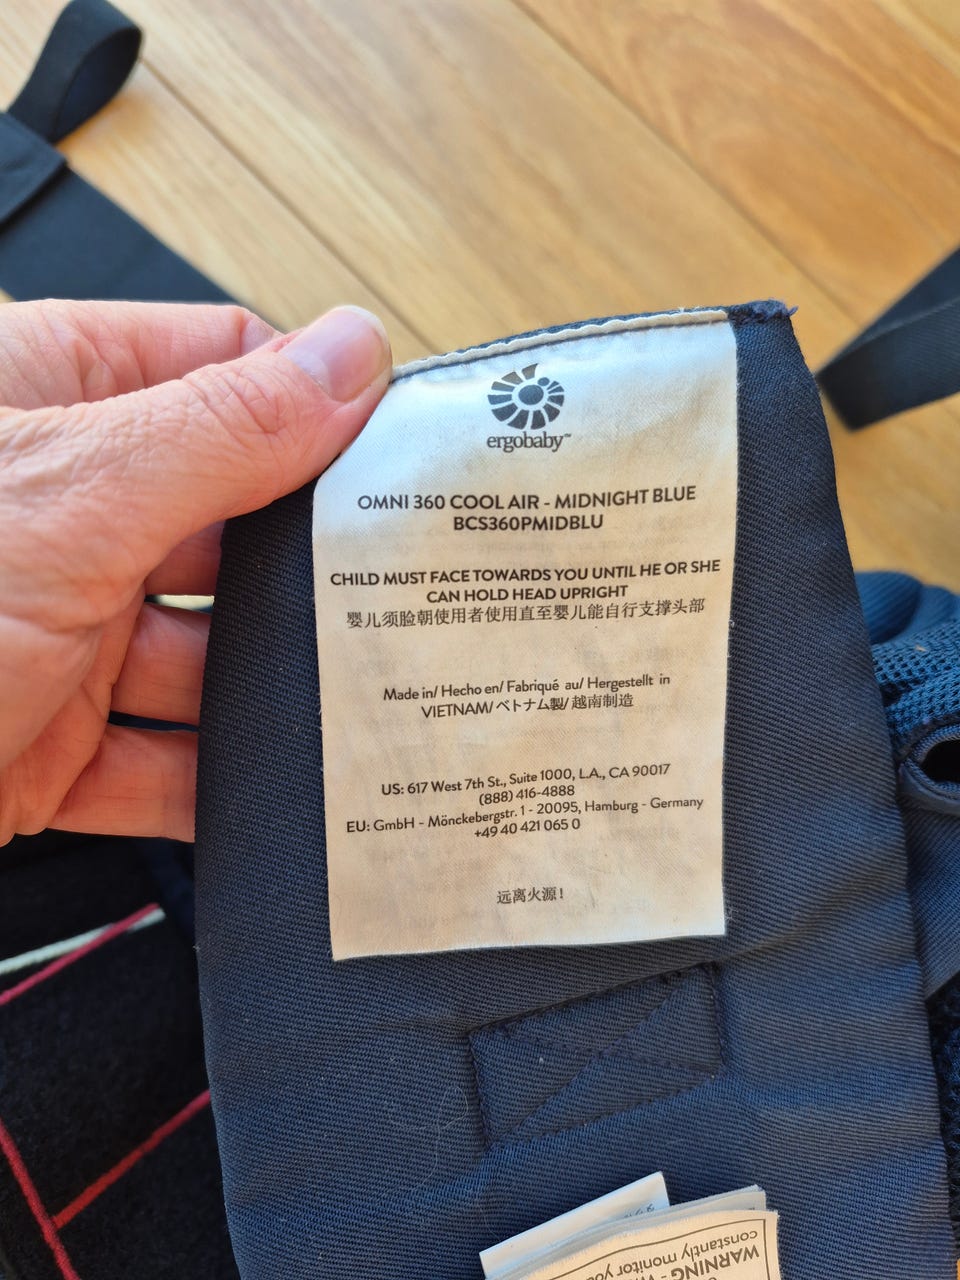 ergobaby™
OMNI 360 COOL AIR - MIDNIGHT BLUE
BCS360PMIDBLU
CHILD MUST FACE TOWARDS YOU UNTIL HE OR SHE
CAN HOLD HEAD UPRIGHT
婴儿须脸朝使用者使用直至婴儿能自行支撑头部
Made in/ Hecho en/ Fabriqué au/ Hergestellt in
VIETNAM/ ベトナム製/ 越南制造
US: 617 West 7th St., Suite 1000, L.A., CA 90017
(888) 416-4888
EU: GmbH - Mönckebergstr. 1 - 20095, Hamburg - Germany
+49 40 421 065 0
远离火源!
WARNING -
constantly monitor